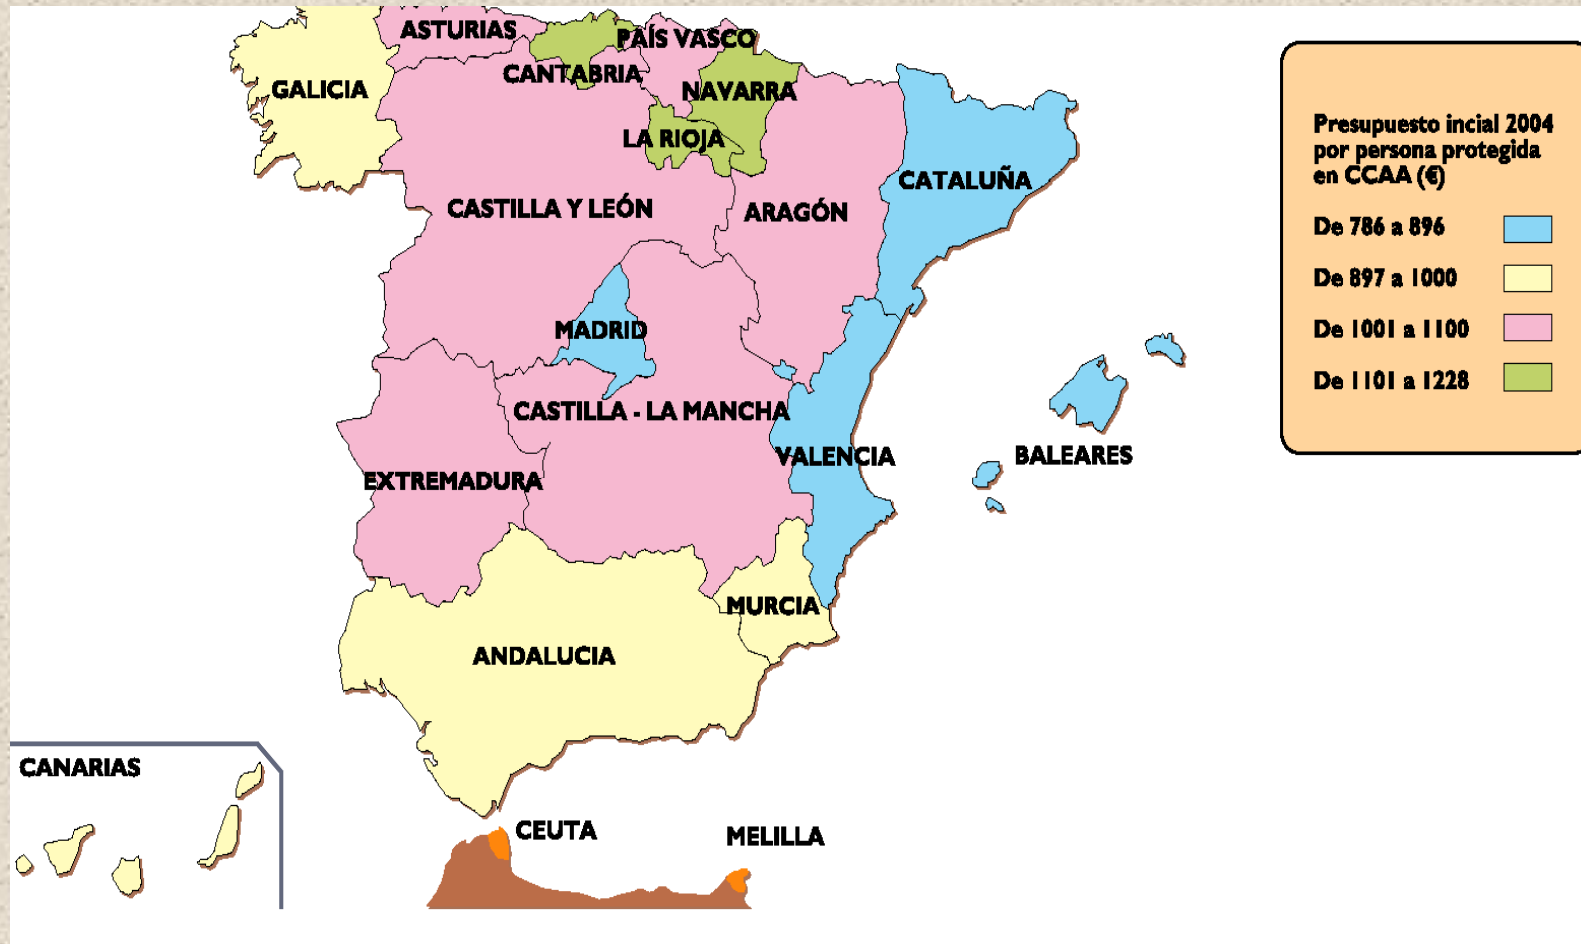 ASTURIAS
PAÍS VASCO
CANTABRIA
GALICIA
NAVARRA
LA RIOJA
CATALUÑA
CASTILLA Y LEÓN
ARAGÓN
MADRID
CASTILLA - LA MANCHA
VALENCIA
BALEARES
EXTREMADURA
MURCIA
ANDALUCIA
CANARIAS
CEUTA
MELILLA
Presupuesto incial 2004
por persona protegida
en CCAA (€)
De 786 a 896
De 897 a 1000
De 1001 a 1100
De 1101 a 1228